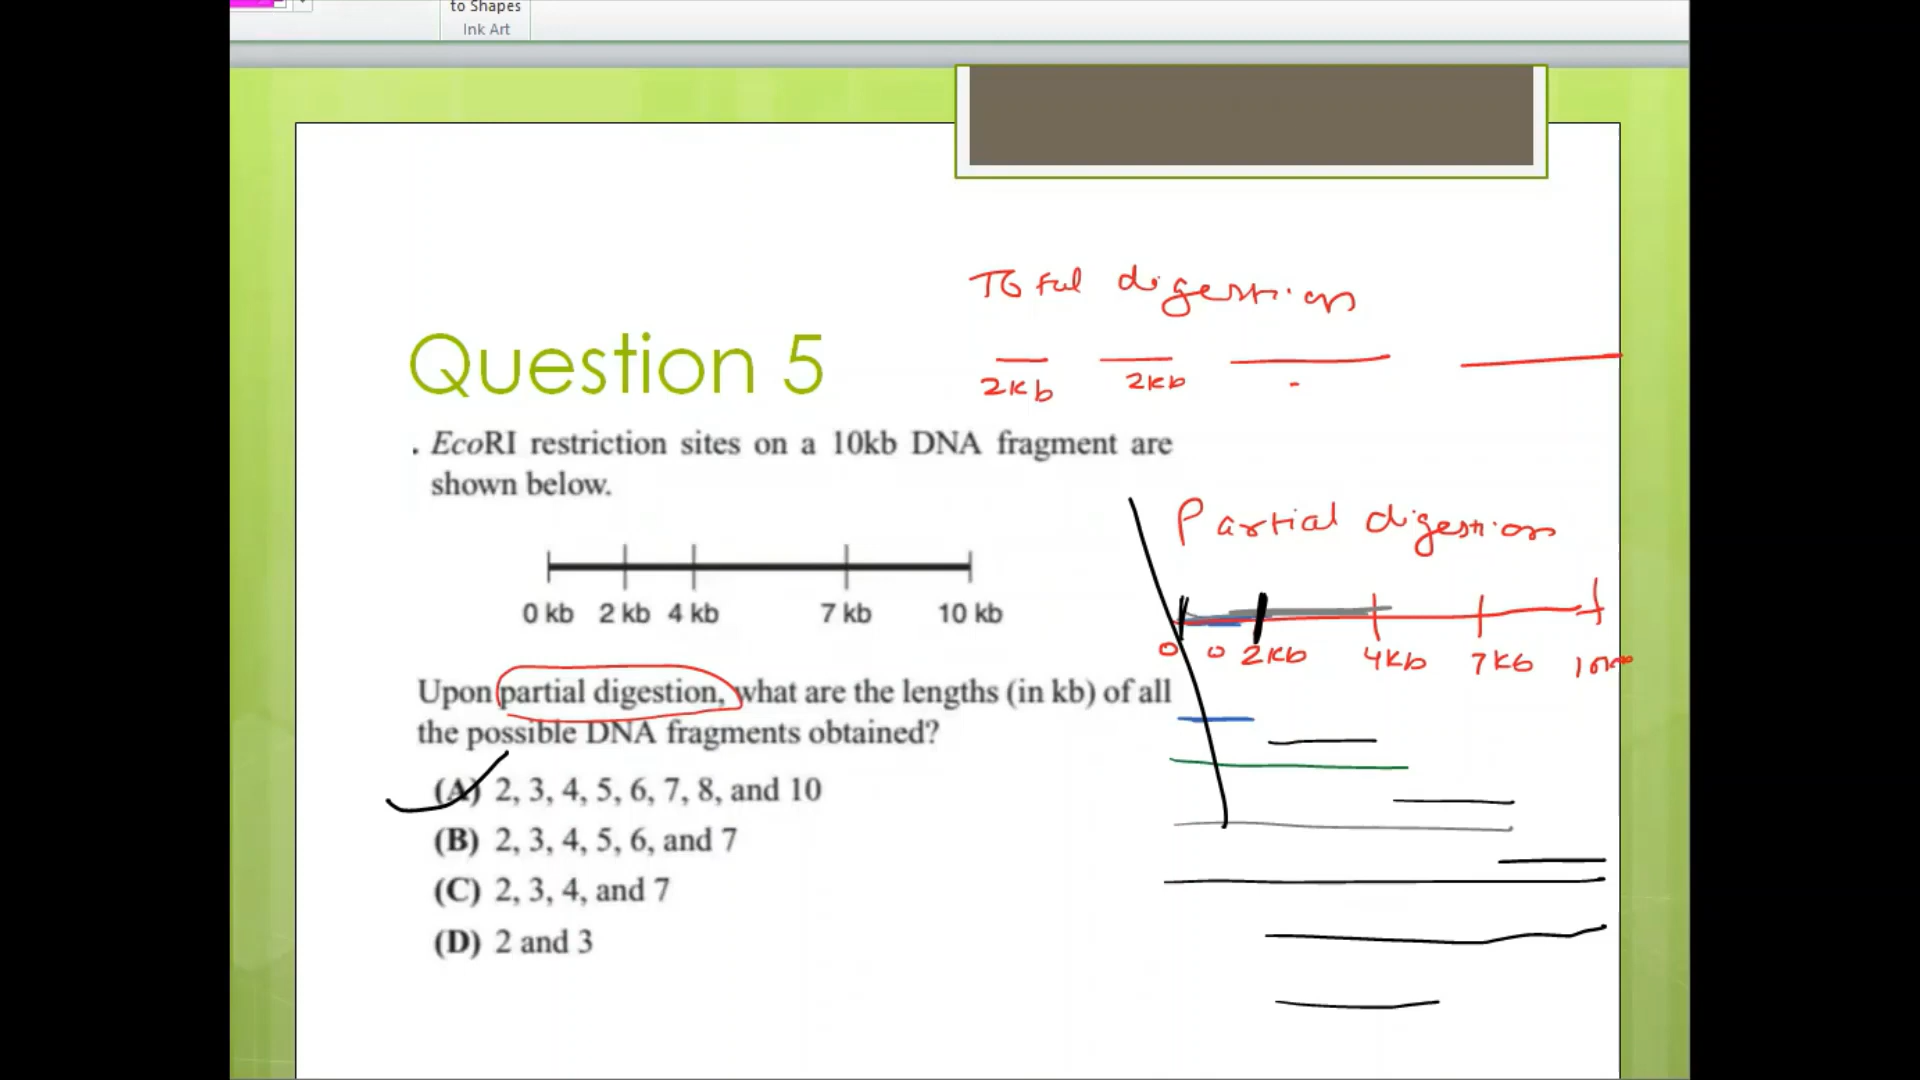 to Shapes
Ink Art
Total digestion
2kb 2kb
Question 5
. EcoRI restriction sites on a 10kb DNA fragment are
shown below.
Partial digestion
0 kb 2 kb 4 kb 7 kb 10 kb
0 0 2kb 4kb 7kb
Upon partial digestion, what are the lengths (in kb) of all
the possible DNA fragments obtained?
(A) 2, 3, 4, 5, 6, 7, 8, and 10
(B) 2, 3, 4, 5, 6, and 7
(C) 2, 3, 4, and 7
(D) 2 and 3